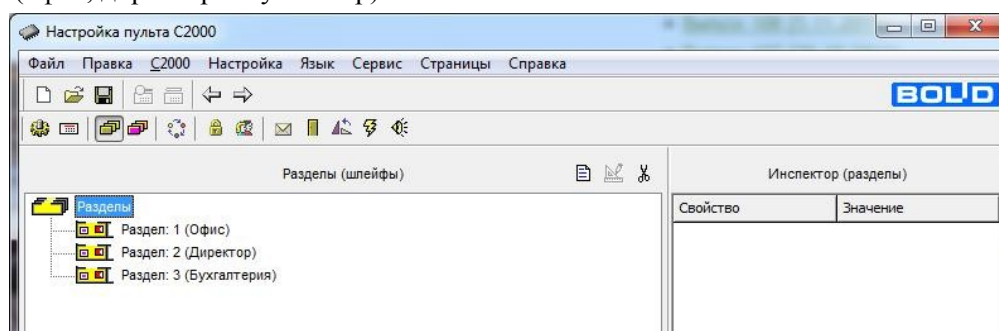 Настройка пульта С2000
Файл Правка С2000 Настройка Язык Сервис Страницы Справка
BOLID
Разделы (шлейфы)
Инспектор (разделы)
Свойство Значение
Разделы
Раздел: 1 (Офис)
Раздел: 2 (Директор)
Раздел: 3 (Бухгалтерия)